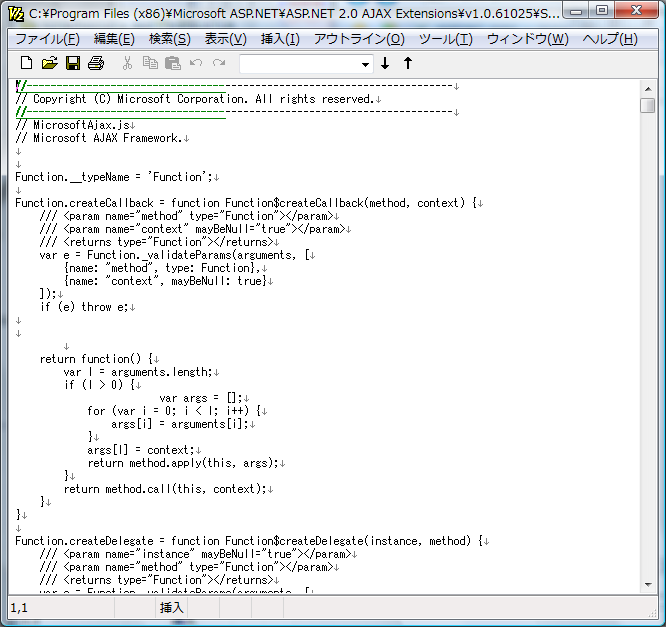 C:¥Program Files (x86)¥Microsoft ASP.NET¥ASP.NET 2.0 AJAX Extensions¥v1.0.61025¥S...
ファイル(F) 編集(E) 検索(S) 表示(V) 挿入(I) アウトライン(O) ツール(T) ウィンドウ(W) ヘルプ(H)
//-----------------------------------------------------------------------↓
// Copyright (C) Microsoft Corporation. All rights reserved.↓
//-----------------------------------------------------------------------↓
// MicrosoftAjax.js↓
// Microsoft AJAX Framework.↓
↓
↓
Function.__typeName = 'Function';↓
↓
Function.createCallback = function Function$createCallback(method, context) {↓
    /// <param name="method" type="Function"></param>↓
    /// <param name="context" mayBeNull="true"></param>↓
    /// <returns type="Function"></returns>↓
    var e = Function._validateParams(arguments, [↓
        {name: "method", type: Function},↓
        {name: "context", mayBeNull: true}↓
    ]);↓
    if (e) throw e;↓
↓
↓
        ↓
    return function() {↓
        var l = arguments.length;↓
        if (l > 0) {↓
                        var args = [];↓
            for (var i = 0; i < l; i++) {↓
                args[i] = arguments[i];↓
            }↓
            args[l] = context;↓
            return method.apply(this, args);↓
        }↓
        return method.call(this, context);↓
    }↓
}↓
↓
Function.createDelegate = function Function$createDelegate(instance, method) {↓
    /// <param name="instance" mayBeNull="true"></param>↓
    /// <param name="method" type="Function"></param>↓
    /// <returns type="Function"></returns>↓
    var e = Function._validateParams(arguments, [
1,1 挿入